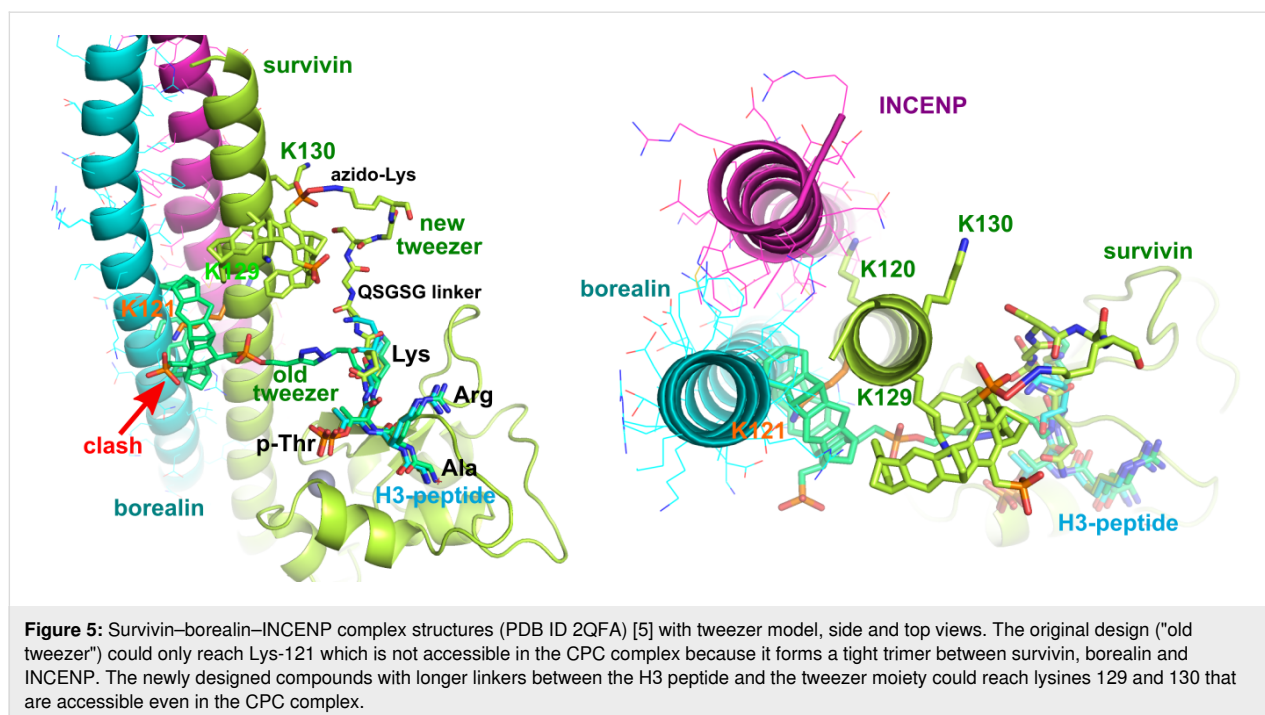 survivin
K130
azido-Lys
new
tweezer
K129
K121
QSGSG linker
old
tweezer
Lys
Arg
clash
p-Thr
Ala
H3-peptide
borealin
INCENP
K130
K120
survivin
borealin
K129
K121
H3-peptide
Figure 5: Survivin–borealin–INCENP complex structures (PDB ID 2QFA) [5] with tweezer model, side and top views. The original design ("old
tweezer") could only reach Lys-121 which is not accessible in the CPC complex because it forms a tight trimer between survivin, borealin and
INCENP. The newly designed compounds with longer linkers between the H3 peptide and the tweezer moiety could reach lysines 129 and 130 that
are accessible even in the CPC complex.